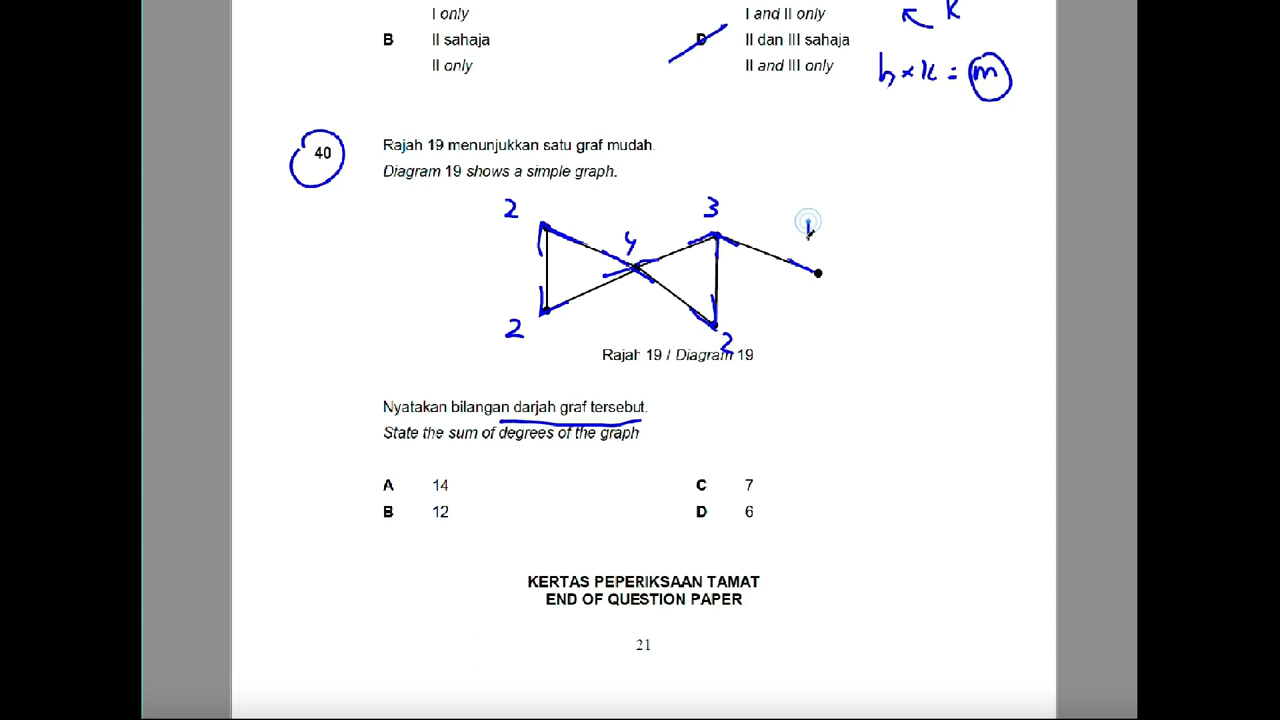 I only
I and II only
K
B II sahaja
D II dan III sahaja
II only
II and III only
h × k = m
40 Rajah 19 menunjukkan satu graf mudah.
Diagram 19 shows a simple graph.
2
3
1
4
2
2
Rajah 19 / Diagram 19
Nyatakan bilangan darjah graf tersebut.
State the sum of degrees of the graph
A 14
C 7
B 12
D 6
KERTAS PEPERIKSAAN TAMAT
END OF QUESTION PAPER
21